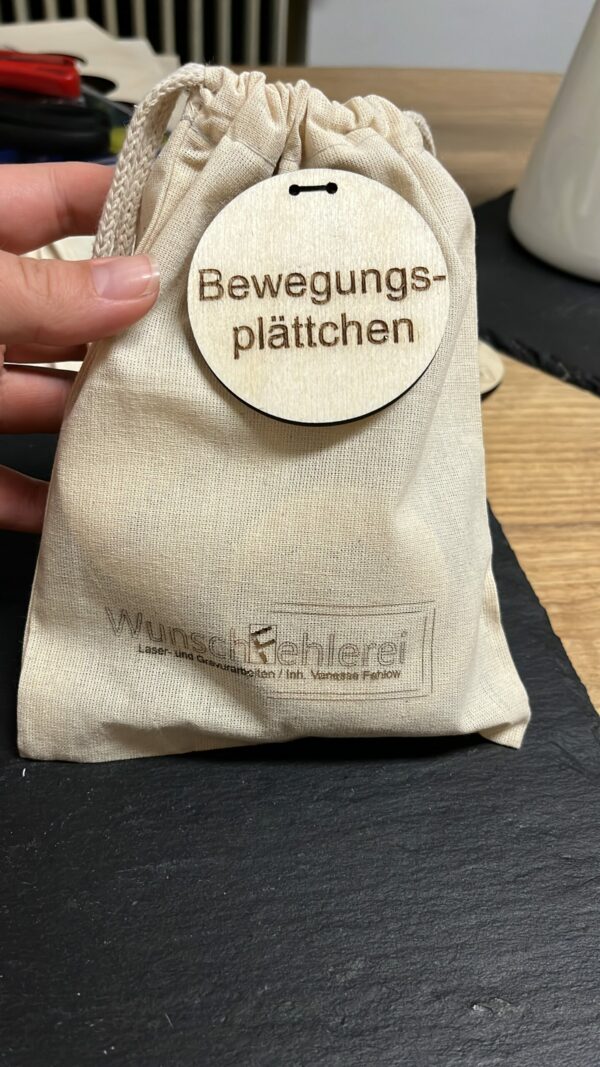 Bewegungs-
plättchen
WunschFehlerei
Laser- und Gravurarbeiten / Inh. Vanessa Fehlow